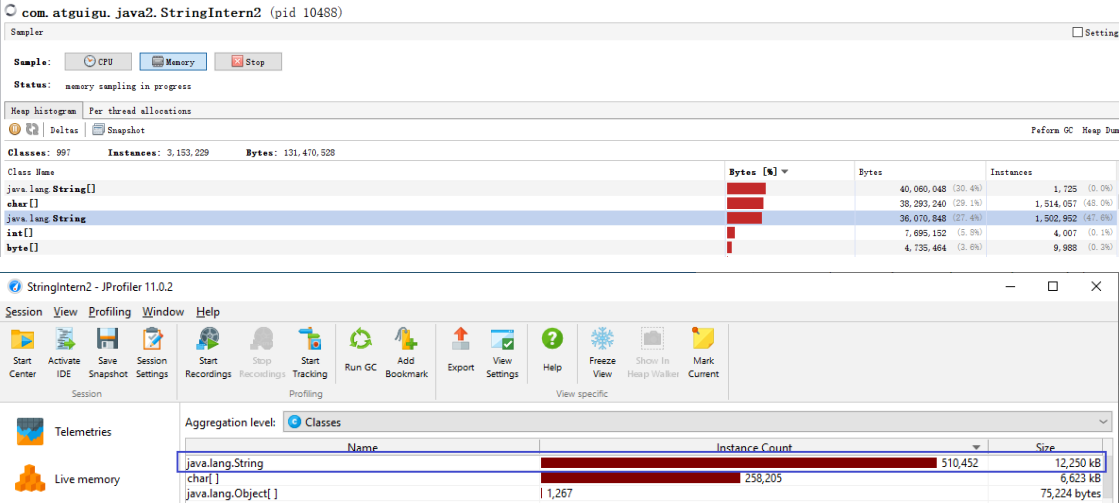 com.atguigu.java2.StringIntern2 (pid 10488)
Sampler
Setting
Sample: CPU Memory Stop
Status: memory sampling in progress
Heap histogram Per thread allocations
Deltas Snapshot Peform GC Heap Dum
Classes: 997 Instances: 3,153,229 Bytes: 131,470,528
Class Name Bytes [%] Bytes Instances
java.lang.String[] 40,060,048 (30.4%) 1,725 (0.0%)
char[] 38,293,240 (29.1%) 1,514,057 (48.0%)
java.lang.String 36,070,848 (27.4%) 1,502,952 (47.6%)
int[] 7,695,152 (5.8%) 4,007 (0.1%)
byte[] 4,735,464 (3.6%) 9,988 (0.3%)
StringIntern2 - JProfiler 11.0.2
Session View Profiling Window Help
Start Center Activate IDE Save Snapshot Session Settings Start Recordings Stop Recordings Start Tracking Run GC Add Bookmark Export View Settings Help Freeze View Show In Heap Walker Mark Current
Session Profiling View specific
Telemetries
Live memory
Aggregation level: Classes
Name Instance Count Size
java.lang.String 510,452 12,250 kB
char[ ] 258,205 6,623 kB
java.lang.Object[ ] 1,267 75,224 bytes